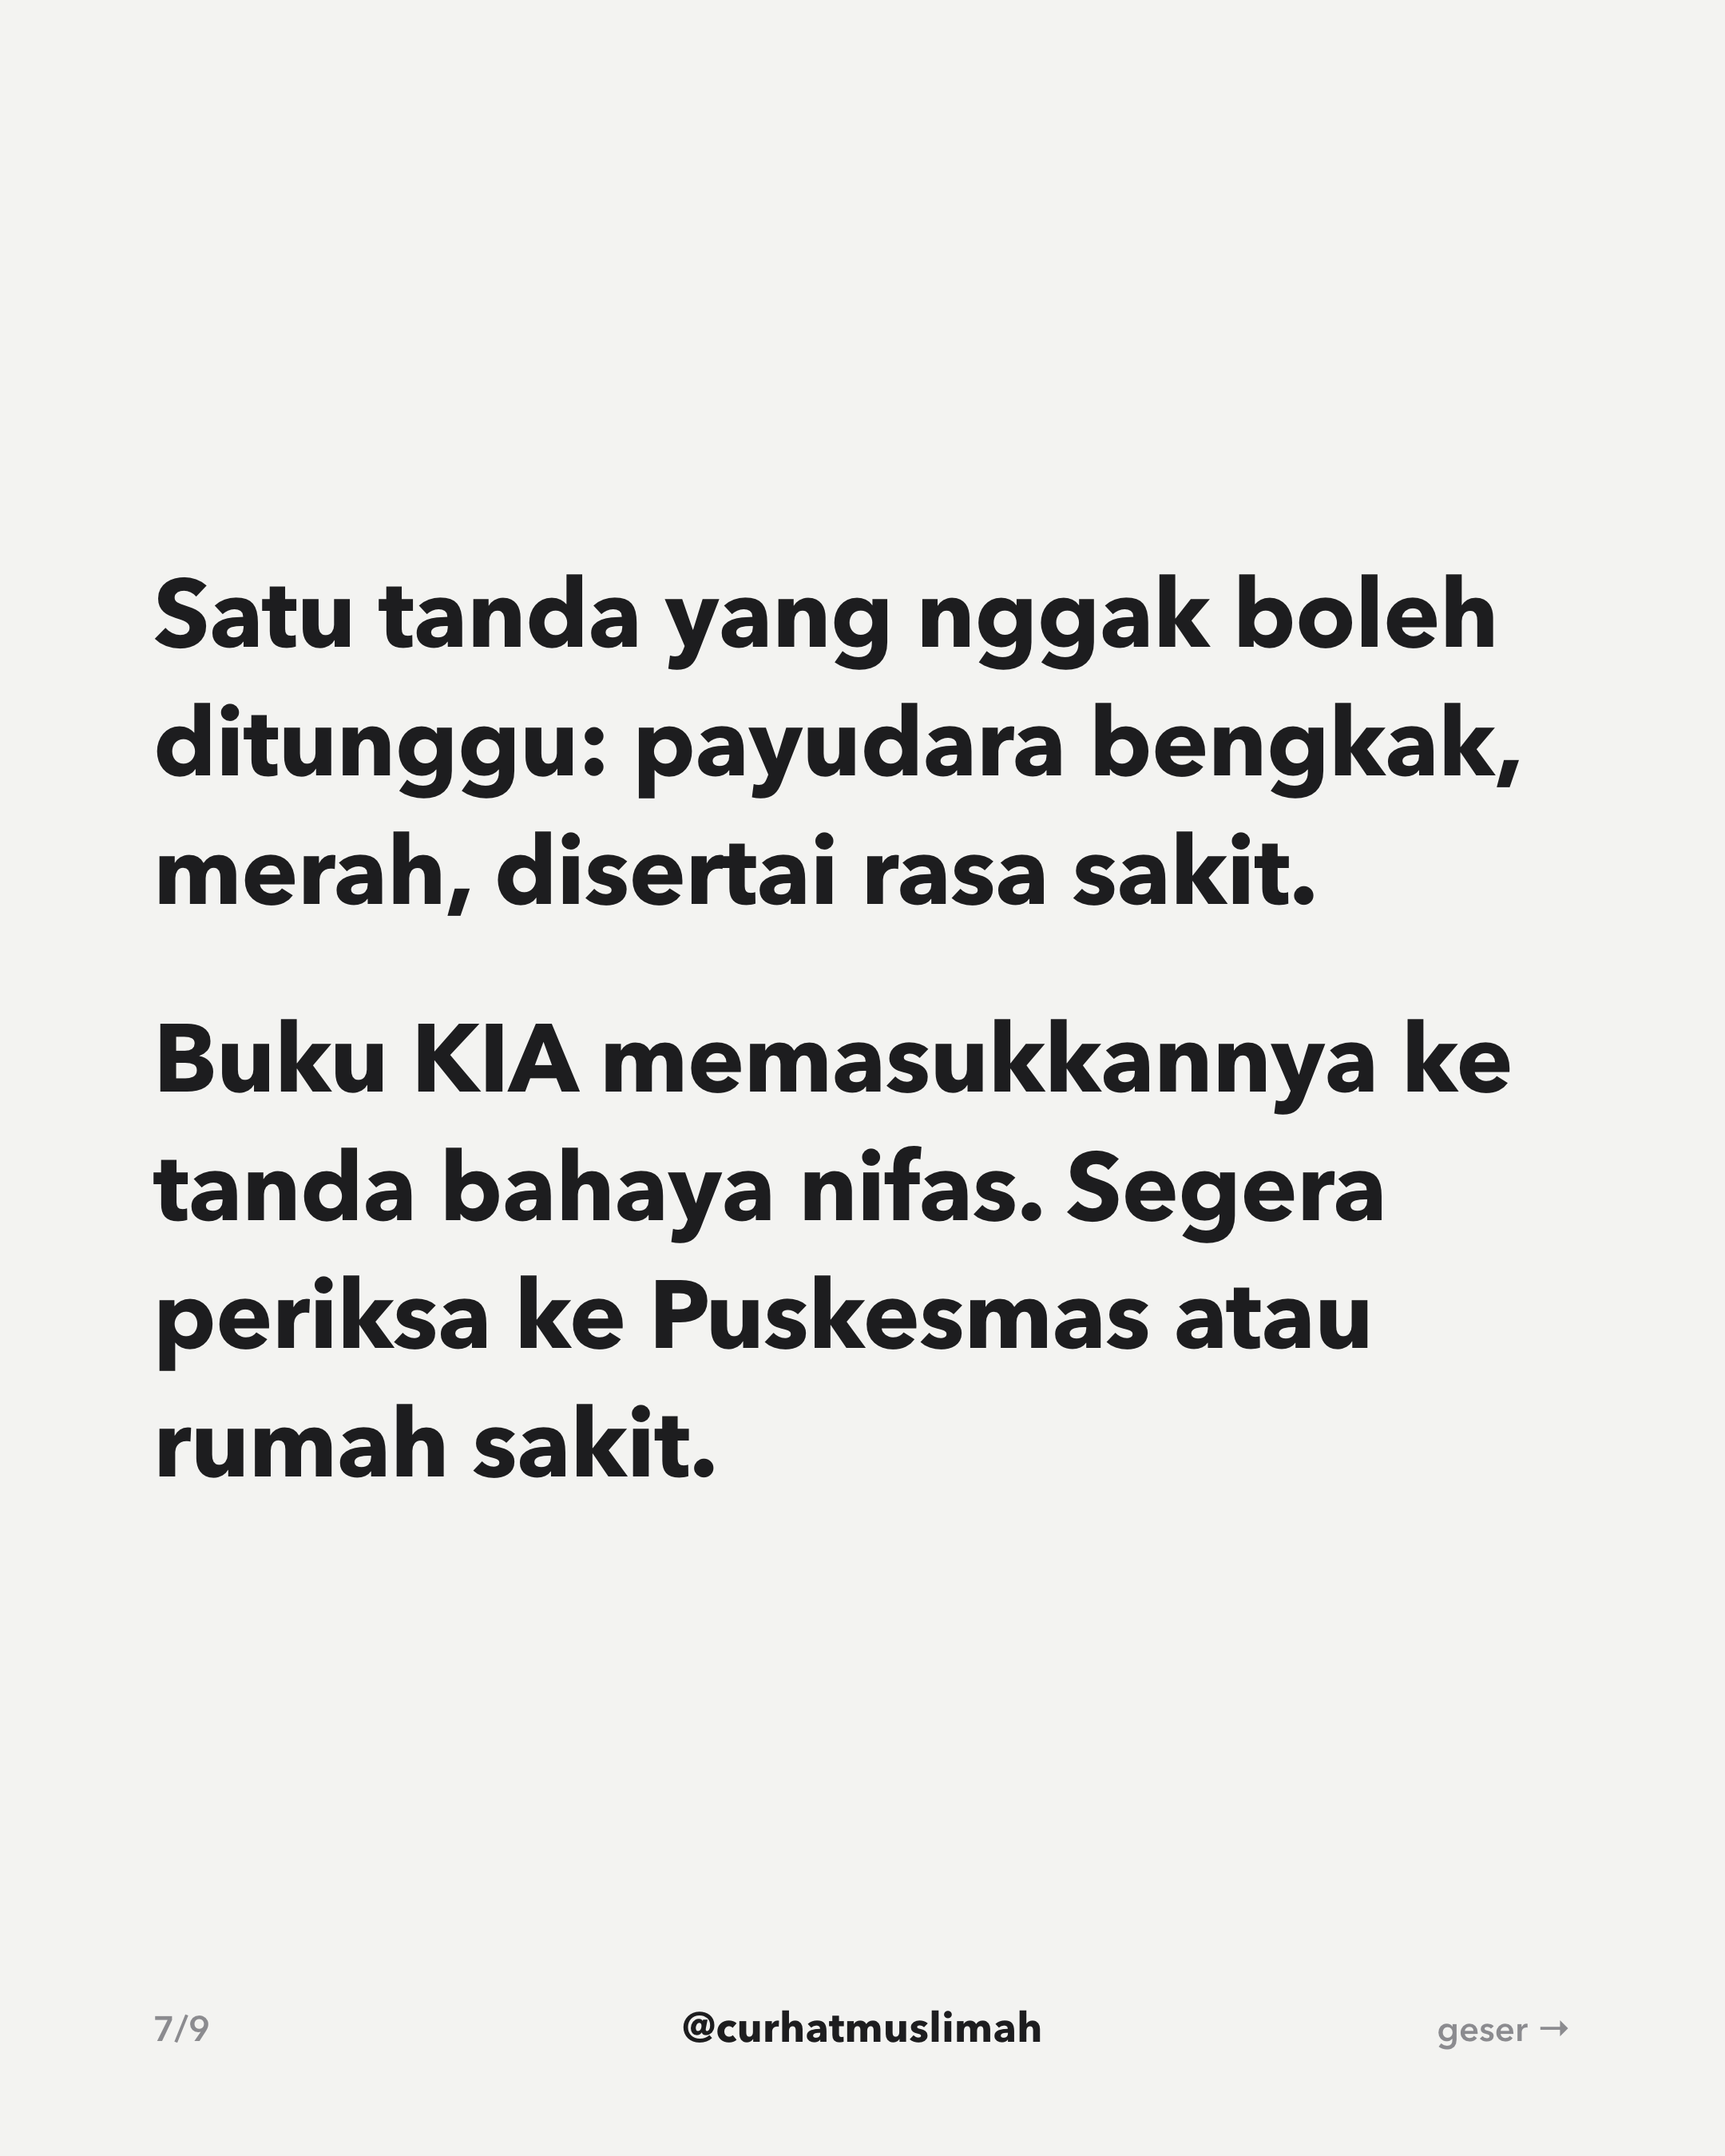 Satu tanda yang nggak boleh
ditunggu: payudara bengkak,
merah, disertai rasa sakit.
Buku KIA memasukkannya ke
tanda bahaya nifas. Segera
periksa ke Puskesmas atau
rumah sakit.
7/9
@curhatmuslimah
geser →